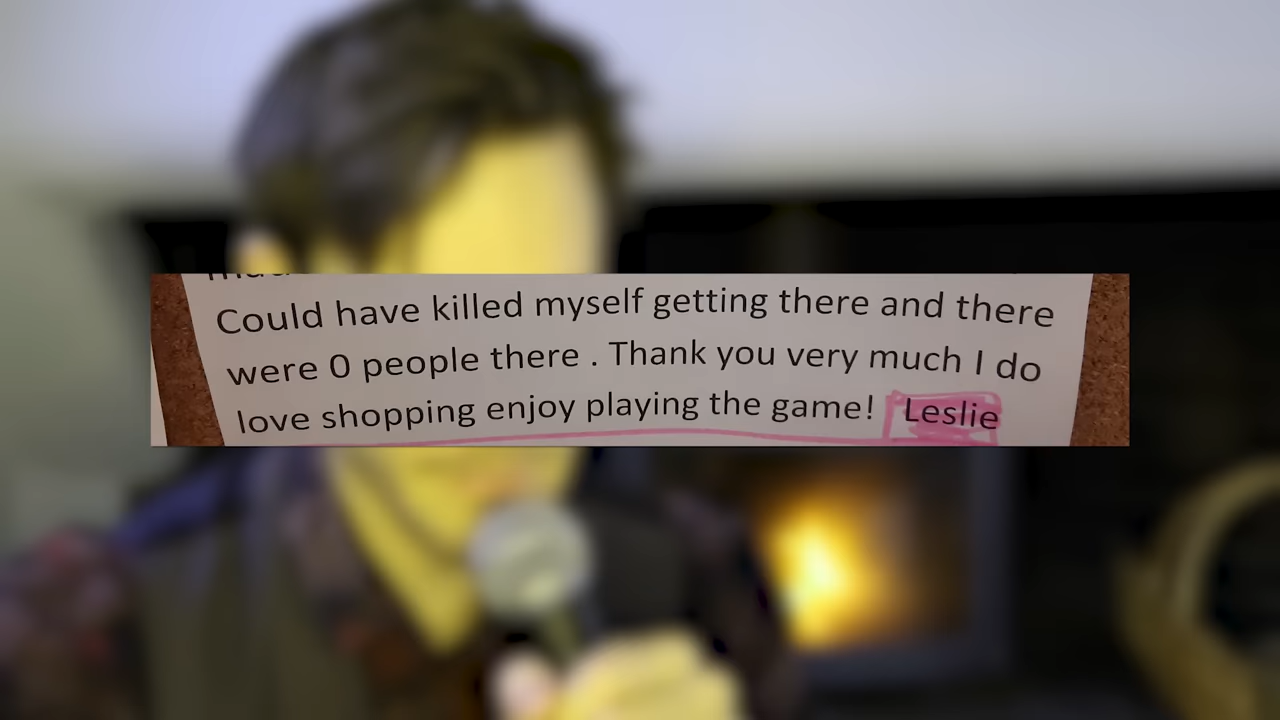 Could have killed myself getting there and there
were 0 people there . Thank you very much I do
love shopping enjoy playing the game! Leslie